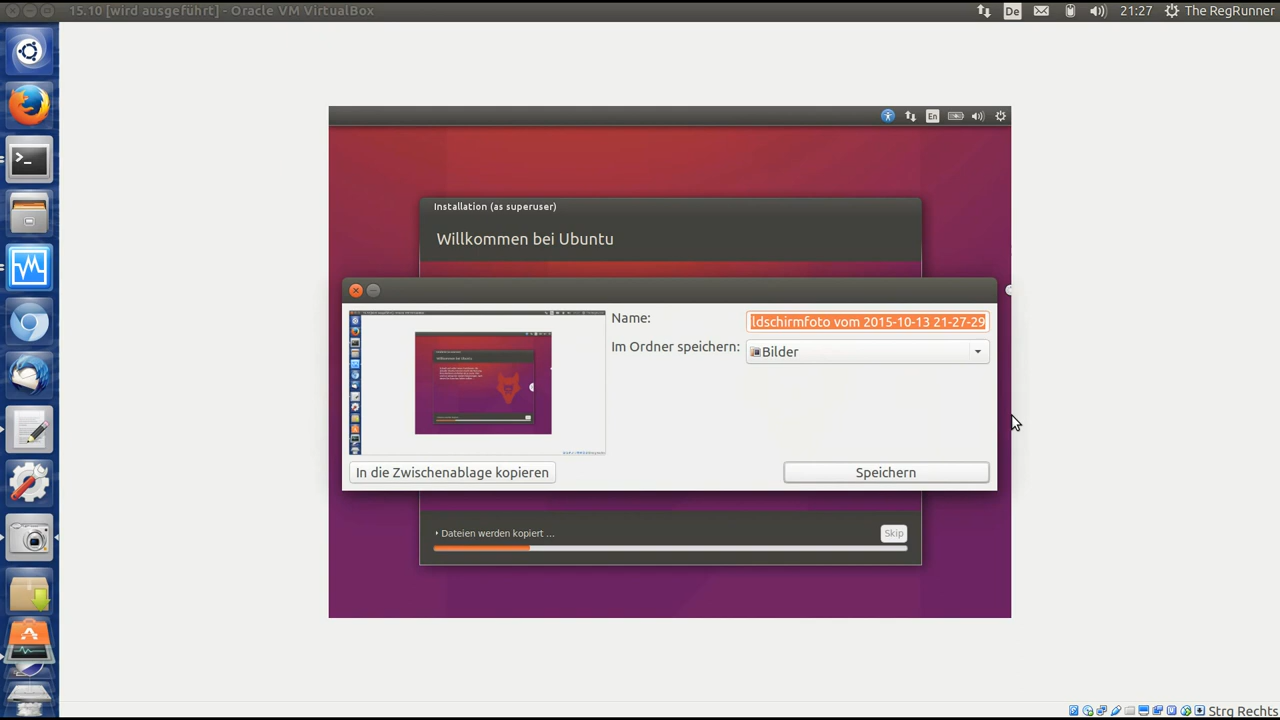 15.10 [wird ausgeführt] - Oracle VM VirtualBox
De
21:27
The RegRunner
En
Installation (as superuser)
Willkommen bei Ubuntu
Name:
ldschirmfoto vom 2015-10-13 21-27-29
Im Ordner speichern:
Bilder
In die Zwischenablage kopieren
Speichern
Dateien werden kopiert ...
Skip
Strg Rechts